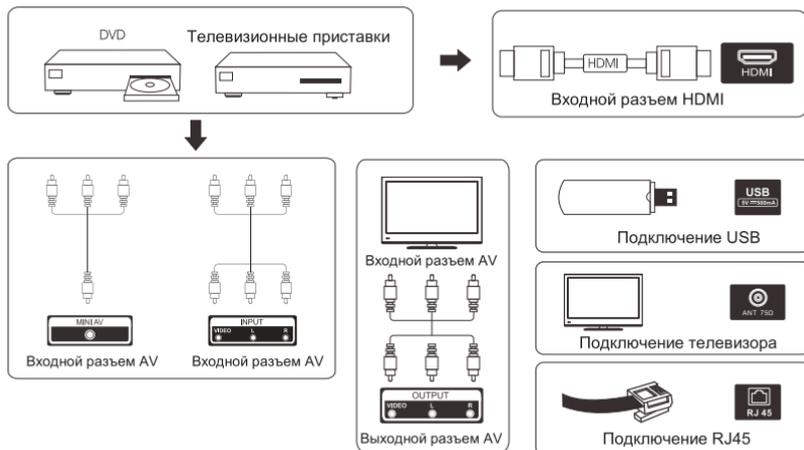 DVD
Телевизионные приставки
HDMI
HDMI
Входной разъем HDMI
MINI AV
Входной разъем AV
INPUT
VIDEO L R
Входной разъем AV
Входной разъем AV
OUTPUT
VIDEO L R
Выходной разъем AV
USB
5V 500mA
Подключение USB
ANT 75Ω
Подключение телевизора
RJ 45
Подключение RJ45